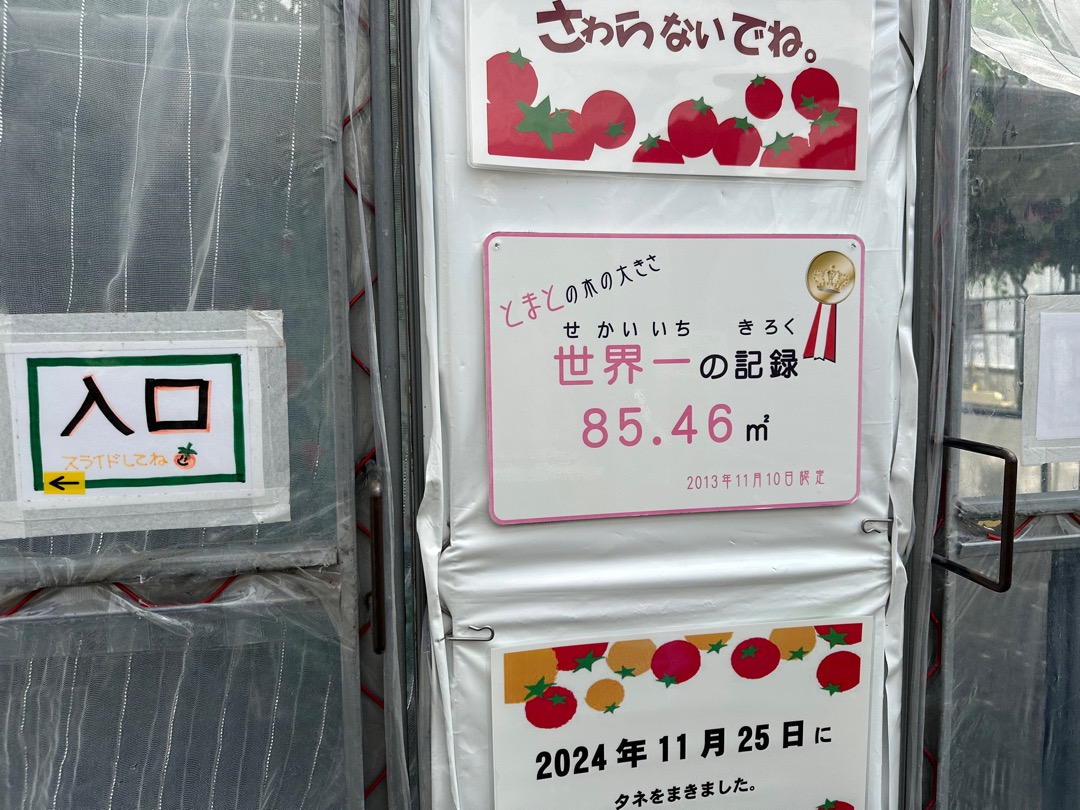 さわらないでね。
とまとの木の大きさ
せかいいち きろく
世界一の記録
85.46㎡
2013年11月10日認定
入口
スライドしてね
←
2024年11月25日に
タネをまきました。